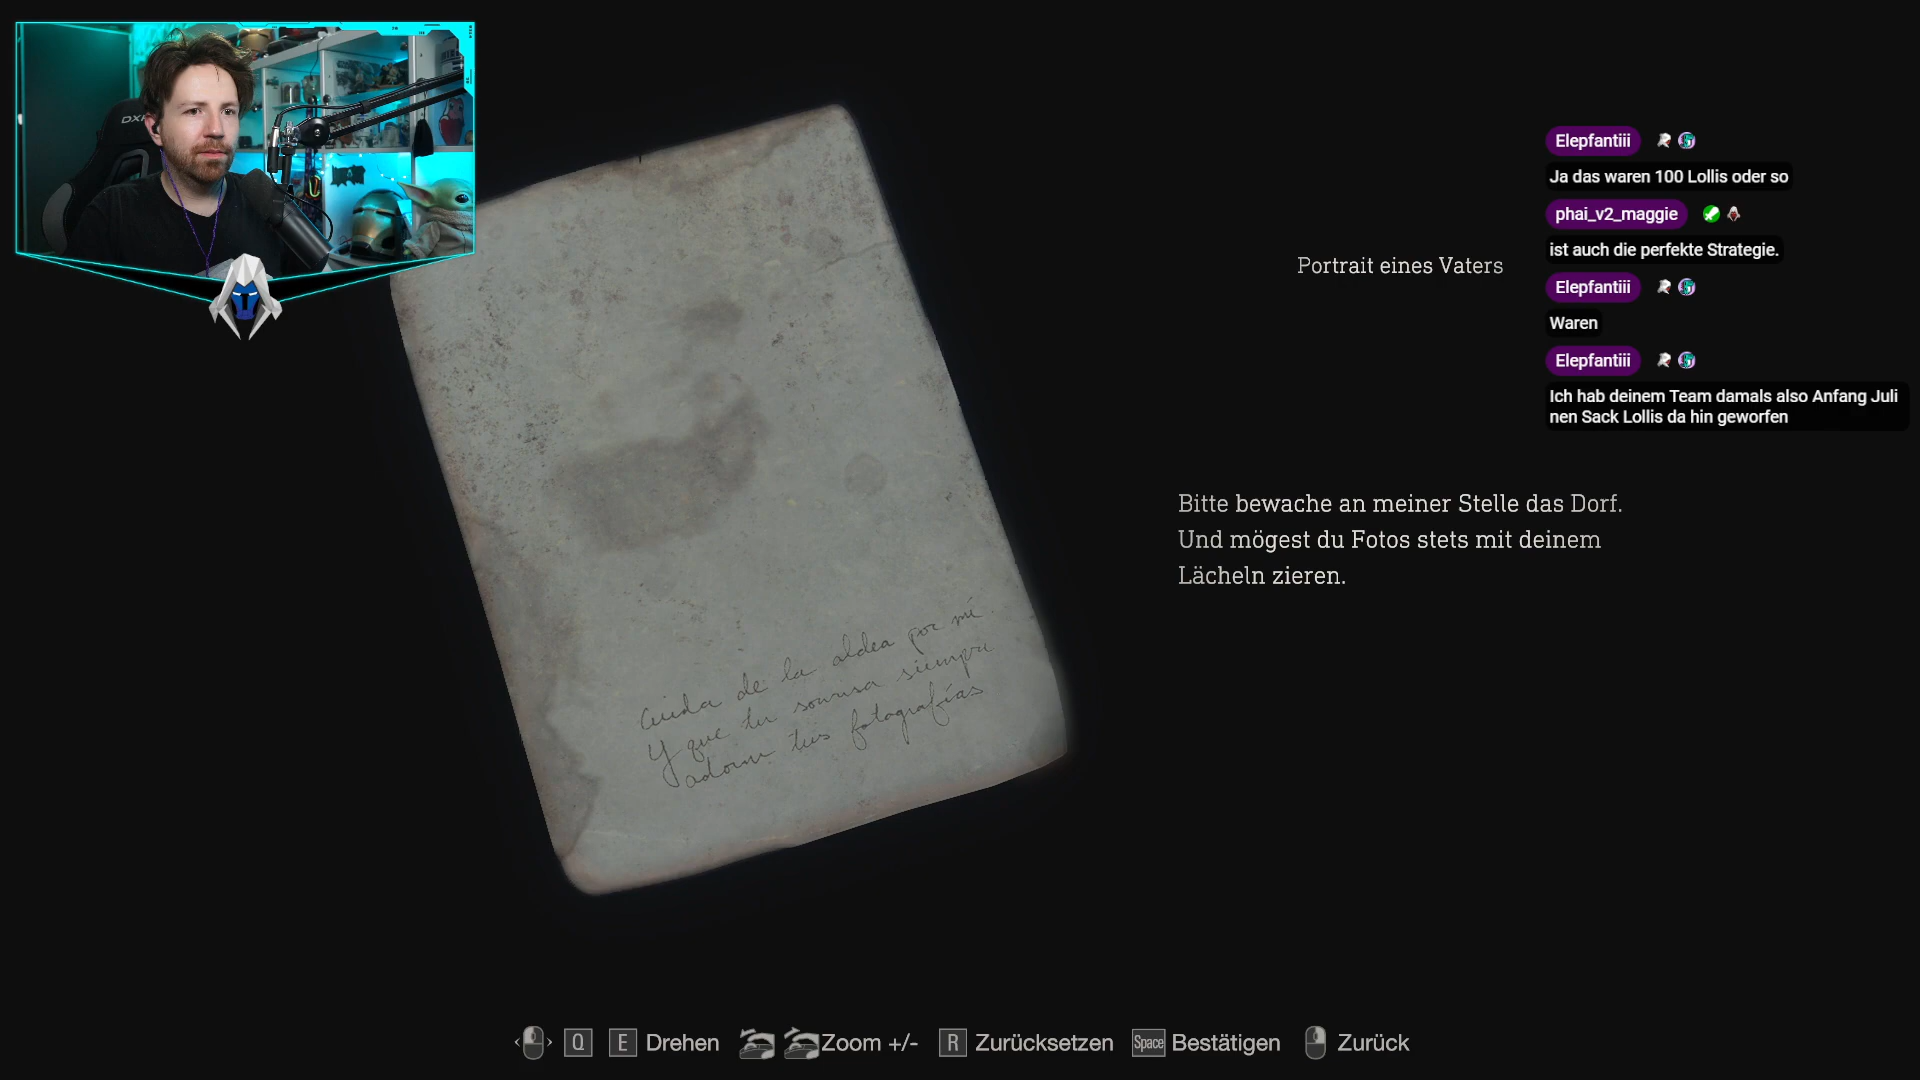 DXR
Elepfantiii
Ja das waren 100 Lollis oder so
phai_v2_maggie
ist auch die perfekte Strategie.
Portrait eines Vaters
Elepfantiii
Waren
Elepfantiii
Ich hab deinem Team damals also Anfang Juli
nen Sack Lollis da hin geworfen
Bitte bewache an meiner Stelle das Dorf.
Und mögest du Fotos stets mit deinem
Lächeln zieren.
Cuida de la aldea por mí
Y que tu sonrisa siempre
adorne tus fotografías
Q E Drehen Zoom +/- R Zurücksetzen Space Bestätigen Zurück